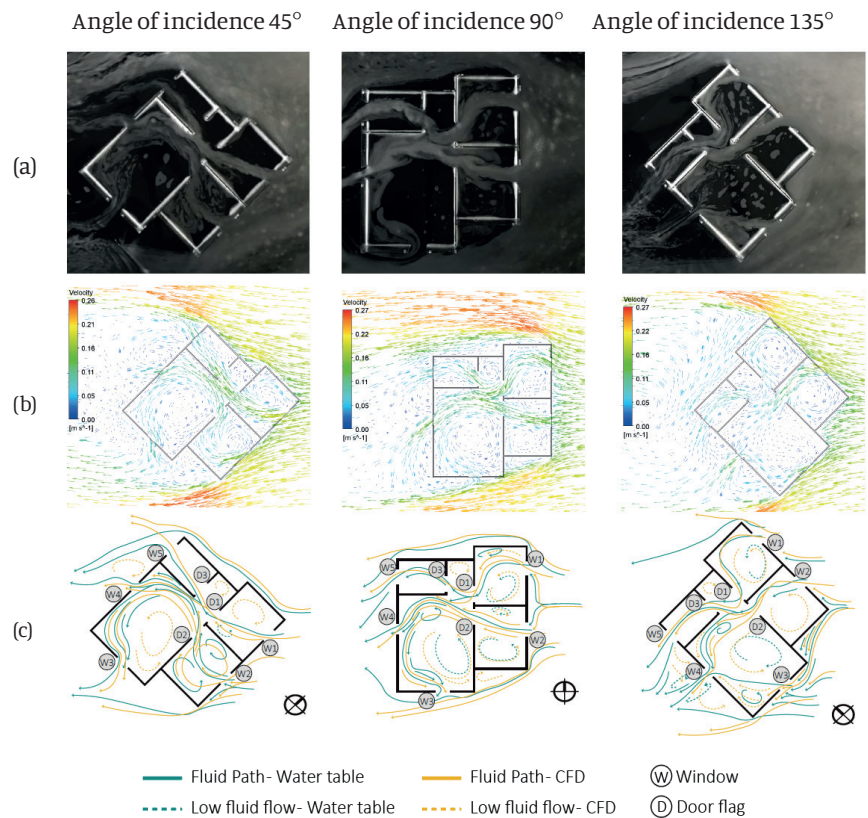 Angle of incidence 45° Angle of incidence 90° Angle of incidence 135°
(a)
Velocity Velocity Velocity
0.26 0.27 0.27
0.21 0.22 0.22
0.16 0.16 0.16
0.11 0.11 0.11
0.05 0.05 0.05
0.00 0.00 0.00
[m s^-1] [m s^-1] [m s^-1]
(b)
(c)
W5 D3 W4 D1 D2 W1 W3 W2
W5 D3 D1 W1 W4 D2 W2 W3
W1 W2 D1 D3 D2 W5 W4 W3
Fluid Path- Water table Fluid Path- CFD W Window
Low fluid flow- Water table Low fluid flow- CFD D Door flag